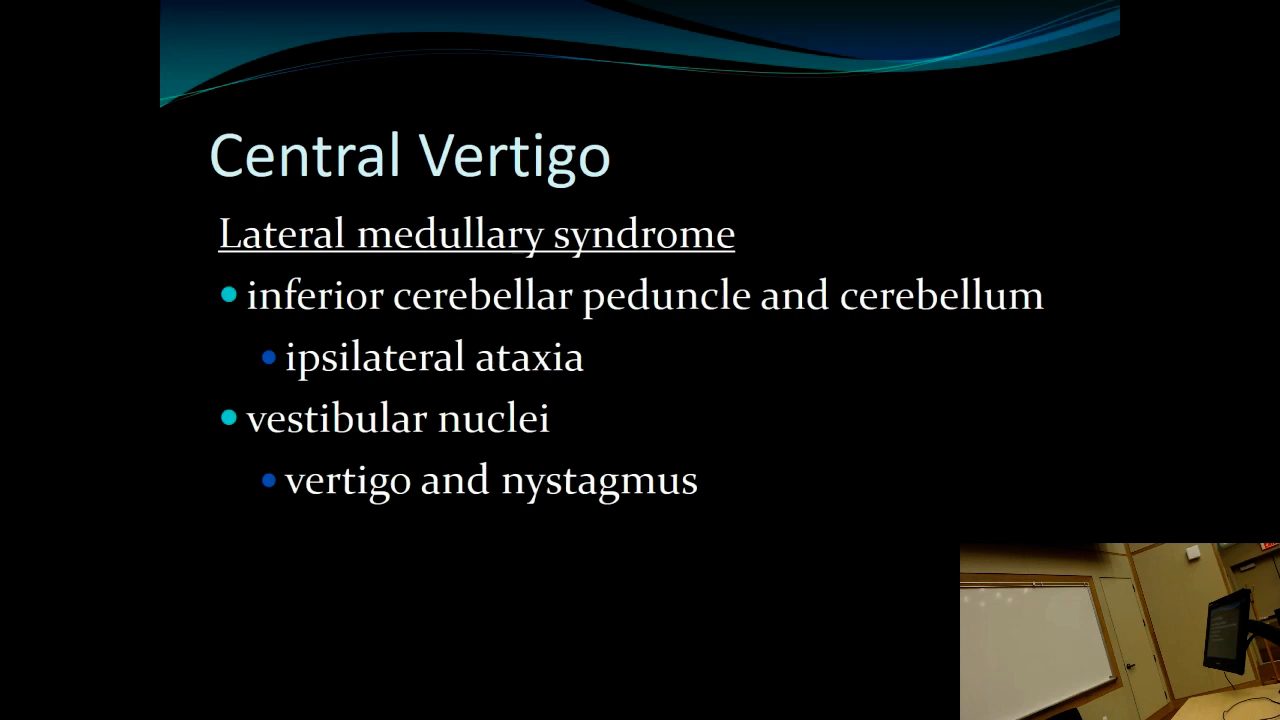 Central Vertigo
Lateral medullary syndrome
inferior cerebellar peduncle and cerebellum
ipsilateral ataxia
vestibular nuclei
vertigo and nystagmus